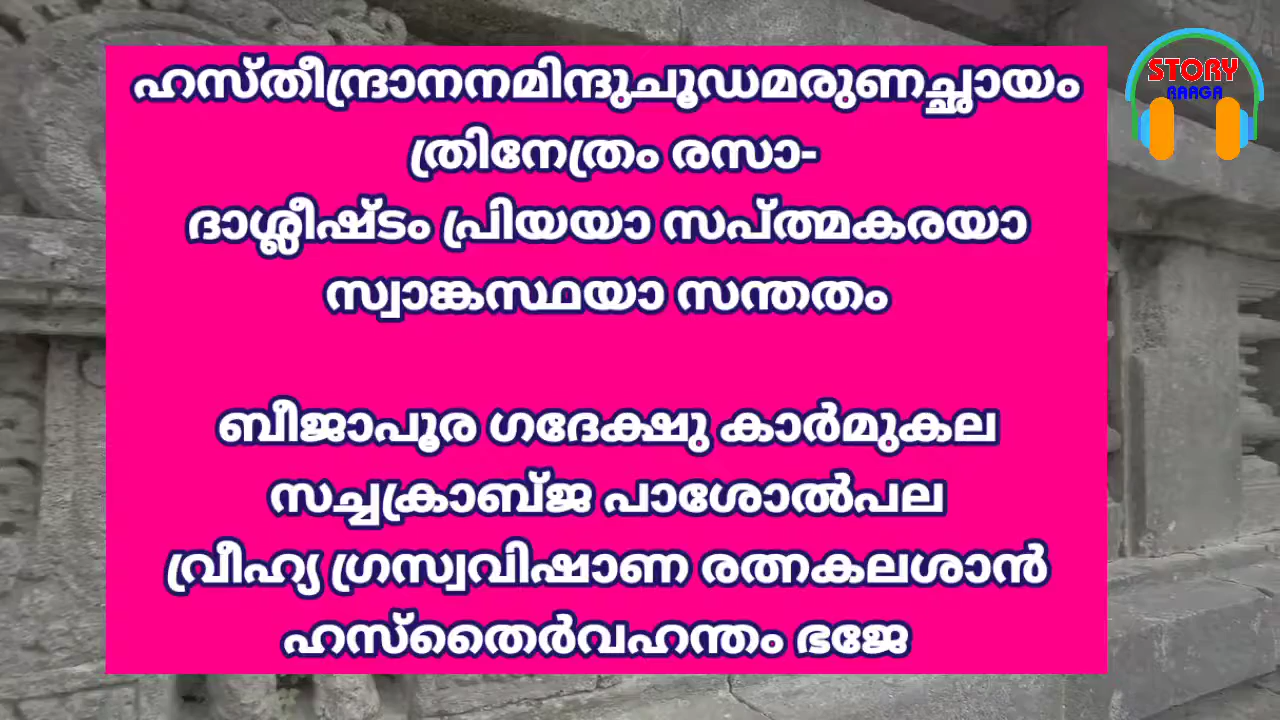 ഹസ്തീന്ദ്രാനനമിന്ദുചൂഡമരുണച്ഛായം
ത്രിനേത്രം രസാ-
ദാശ്ലീഷ്ടം പ്രിയയാ സപ്ത്മകരയാ
സ്വാങ്കസ്ഥയാ സന്തതം
ബീജാപൂര ഗദേക്ഷു കാർമുകല
സച്ചക്രാബ്ജ പാശോൽപല
വ്രീഹ്യ ഗ്രസ്വവിഷാണ രത്നകലശാൻ
ഹസ്തൈർവഹന്തം ഭജേ
STORY
RAAGA